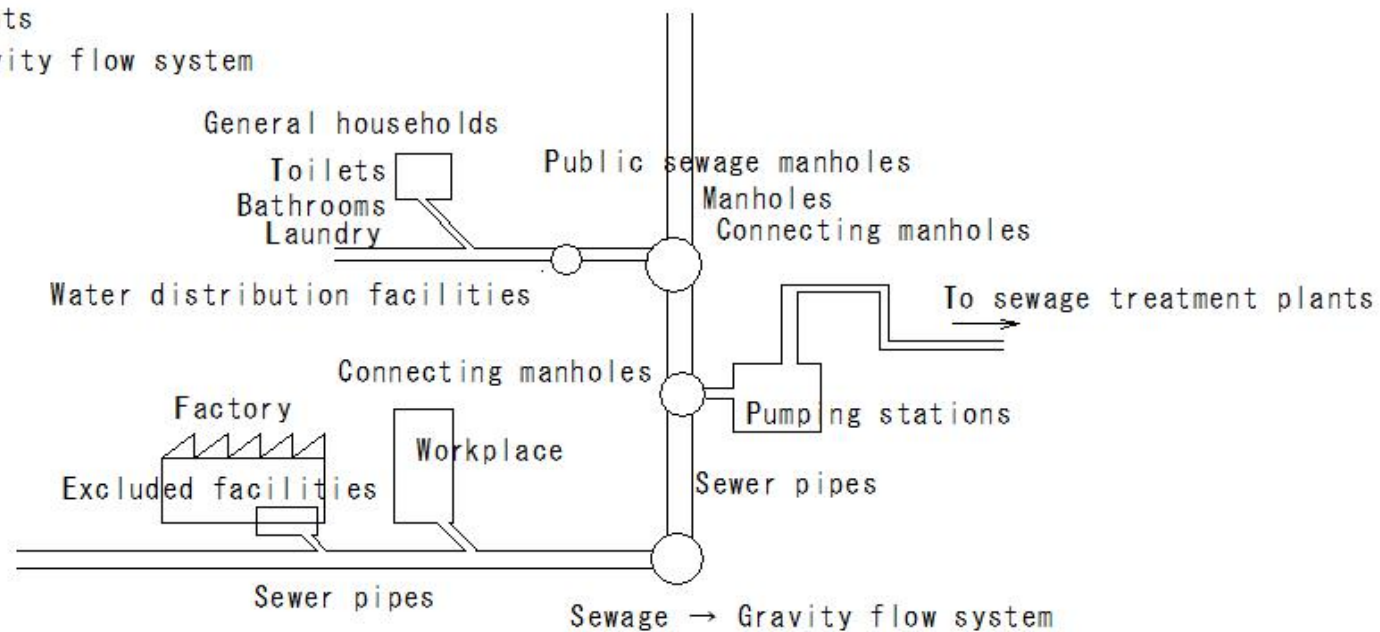 ts
vity flow system
General households
Toilets
Public sewage manholes
Bathrooms
Manholes
Laundry
Connecting manholes
Water distribution facilities
To sewage treatment plants
Connecting manholes
Factory
Pumping stations
Workplace
Excluded facilities
Sewer pipes
Sewer pipes
Sewage → Gravity flow system